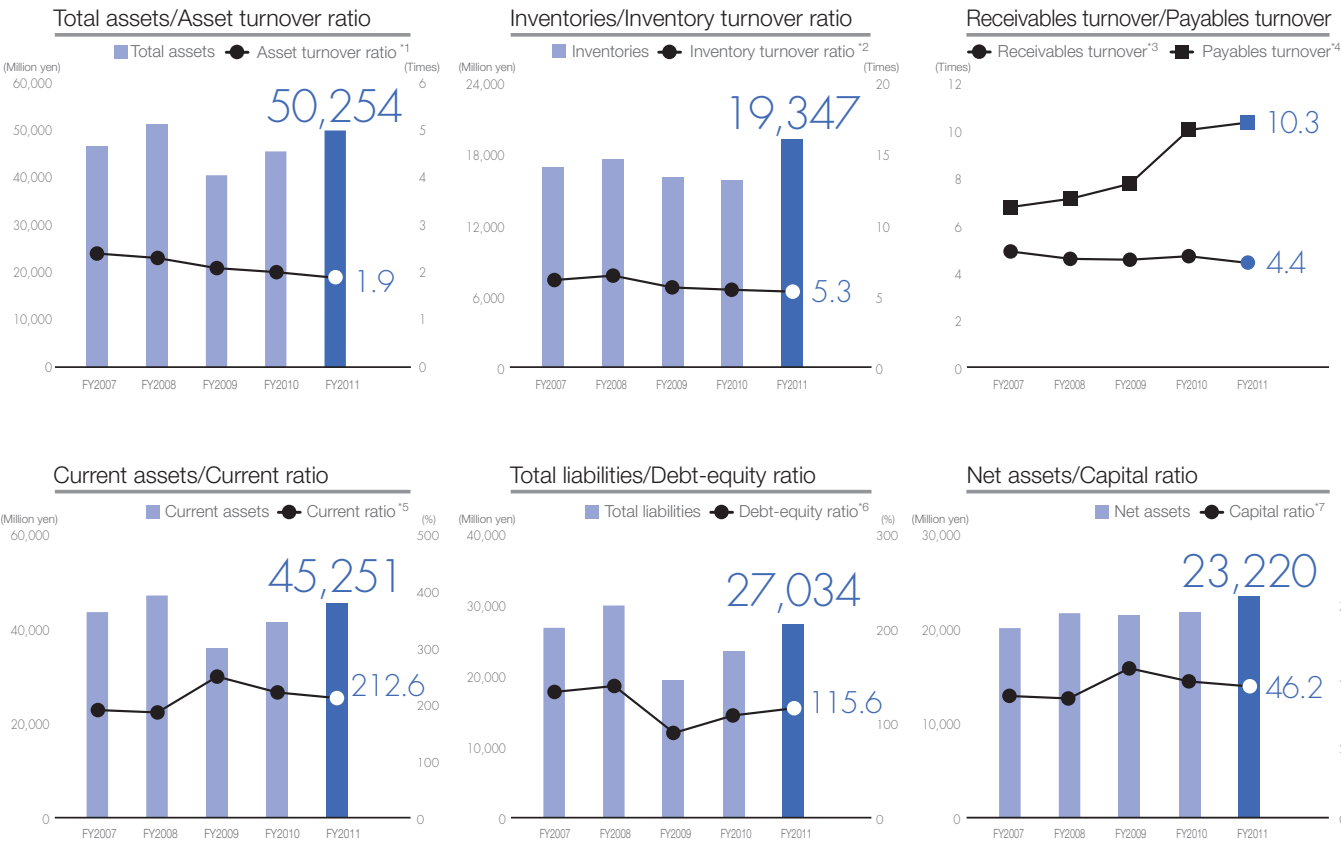 Total assets/Asset turnover ratio
Total assets Asset turnover ratio *1
(Million yen) (Times)
60,000 6
50,254
50,000 5
40,000 4
30,000 3
20,000 2
1.9
10,000 1
0 0
FY2007 FY2008 FY2009 FY2010 FY2011
Inventories/Inventory turnover ratio
Inventories Inventory turnover ratio *2
(Million yen) (Times)
24,000 20
19,347
18,000 15
12,000 10
6,000 5
5.3
0 0
FY2007 FY2008 FY2009 FY2010 FY2011
Receivables turnover/Payables turnover
Receivables turnover*3 Payables turnover*4
(Times)
12
10
10.3
8
6
4
4.4
2
0
FY2007 FY2008 FY2009 FY2010 FY2011
Current assets/Current ratio
Current assets Current ratio *5
(Million yen) (%)
60,000 500
45,251
400
40,000
300
212.6
200
20,000
100
0 0
FY2007 FY2008 FY2009 FY2010 FY2011
Total liabilities/Debt-equity ratio
Total liabilities Debt-equity ratio*6
(Million yen) (%)
40,000 300
27,034
30,000
200
20,000
115.6
100
10,000
0 0
FY2007 FY2008 FY2009 FY2010 FY2011
Net assets/Capital ratio
Net assets Capital ratio*7
(Million yen)
30,000
23,220
20,000
46.2
10,000
0
FY2007 FY2008 FY2009 FY2010 FY2011